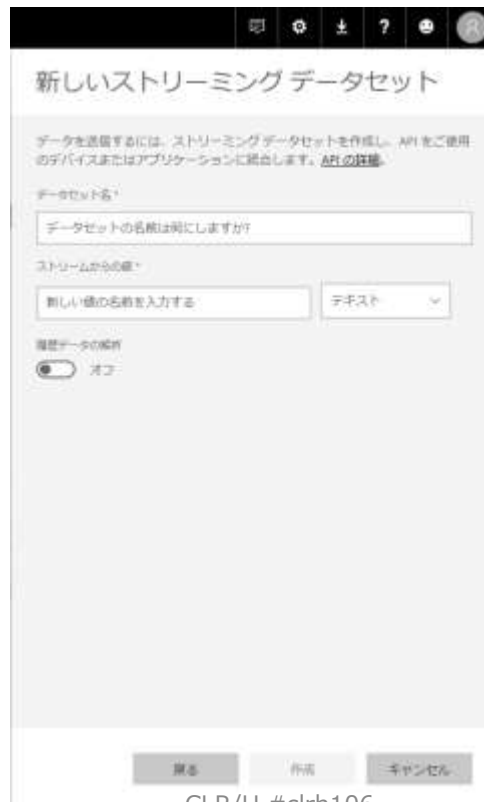 ?
新しいストリーミング データセット
データを送信するには、ストリーミング データセットを作成し、API をご使用
のデバイスまたはアプリケーションに統合します。API の詳細。
データセット名*
データセットの名前は何にしますか?
ストリームからの値*
新しい値の名前を入力する
テキスト
履歴データの解析
オフ
戻る 作成 キャンセル
CLR/H #clrh106